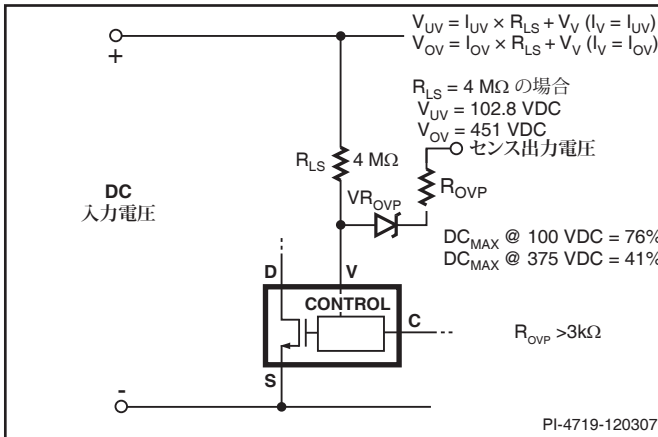 V_UV = I_UV × R_LS + V_V (I_V = I_UV)
V_OV = I_OV × R_LS + V_V (I_V = I_OV)
+
R_LS = 4 MΩ の場合
V_UV = 102.8 VDC
V_OV = 451 VDC
センス出力電圧
R_LS
4 MΩ
R_OVP
VR_OVP
DC
入力電圧
DC_MAX @ 100 VDC = 76%
DC_MAX @ 375 VDC = 41%
D
V
CONTROL
C
R_OVP >3kΩ
S
-
PI-4719-120307